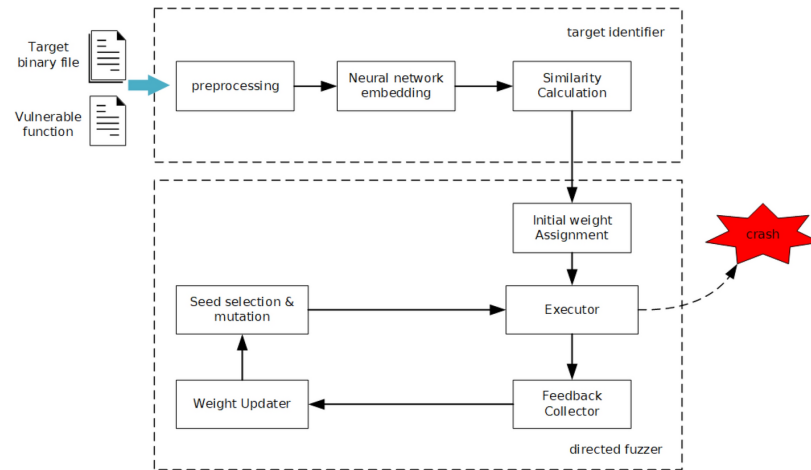 target identifier
Target
binary file
Vulnerable
function
preprocessing
Neural network
embedding
Similarity
Calculation
Initial weight
Assignment
crash
Seed selection &
mutation
Executor
Weight Updater
Feedback
Collector
directed fuzzer